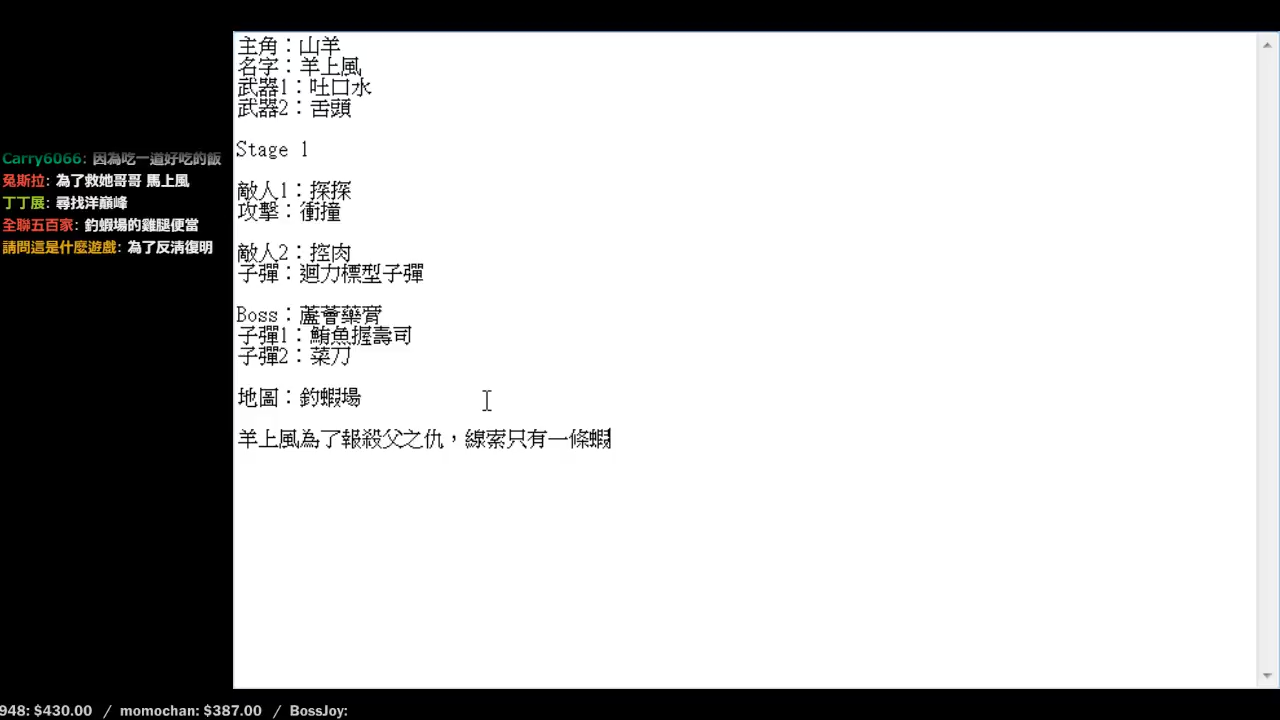 主角：山羊
名字：羊上風
武器1：吐口水
武器2：舌頭
Stage 1
敵人1：探探
攻擊：衝撞
敵人2：控肉
子彈：迴力標型子彈
Boss：蘆薈藥膏
子彈1：鮪魚握壽司
子彈2：菜刀
地圖：釣蝦場
羊上風為了報殺父之仇，線索只有一條蝦
Carry6066: 因為吃一道好吃的飯
兔斯拉: 為了救她哥哥 馬上風
丁丁展: 尋找洋巔峰
全聯五百家: 釣蝦場的雞腿便當
請問這是什麼遊戲: 為了反淸復明
948: $430.00 / momochan: $387.00 / BossJoy: